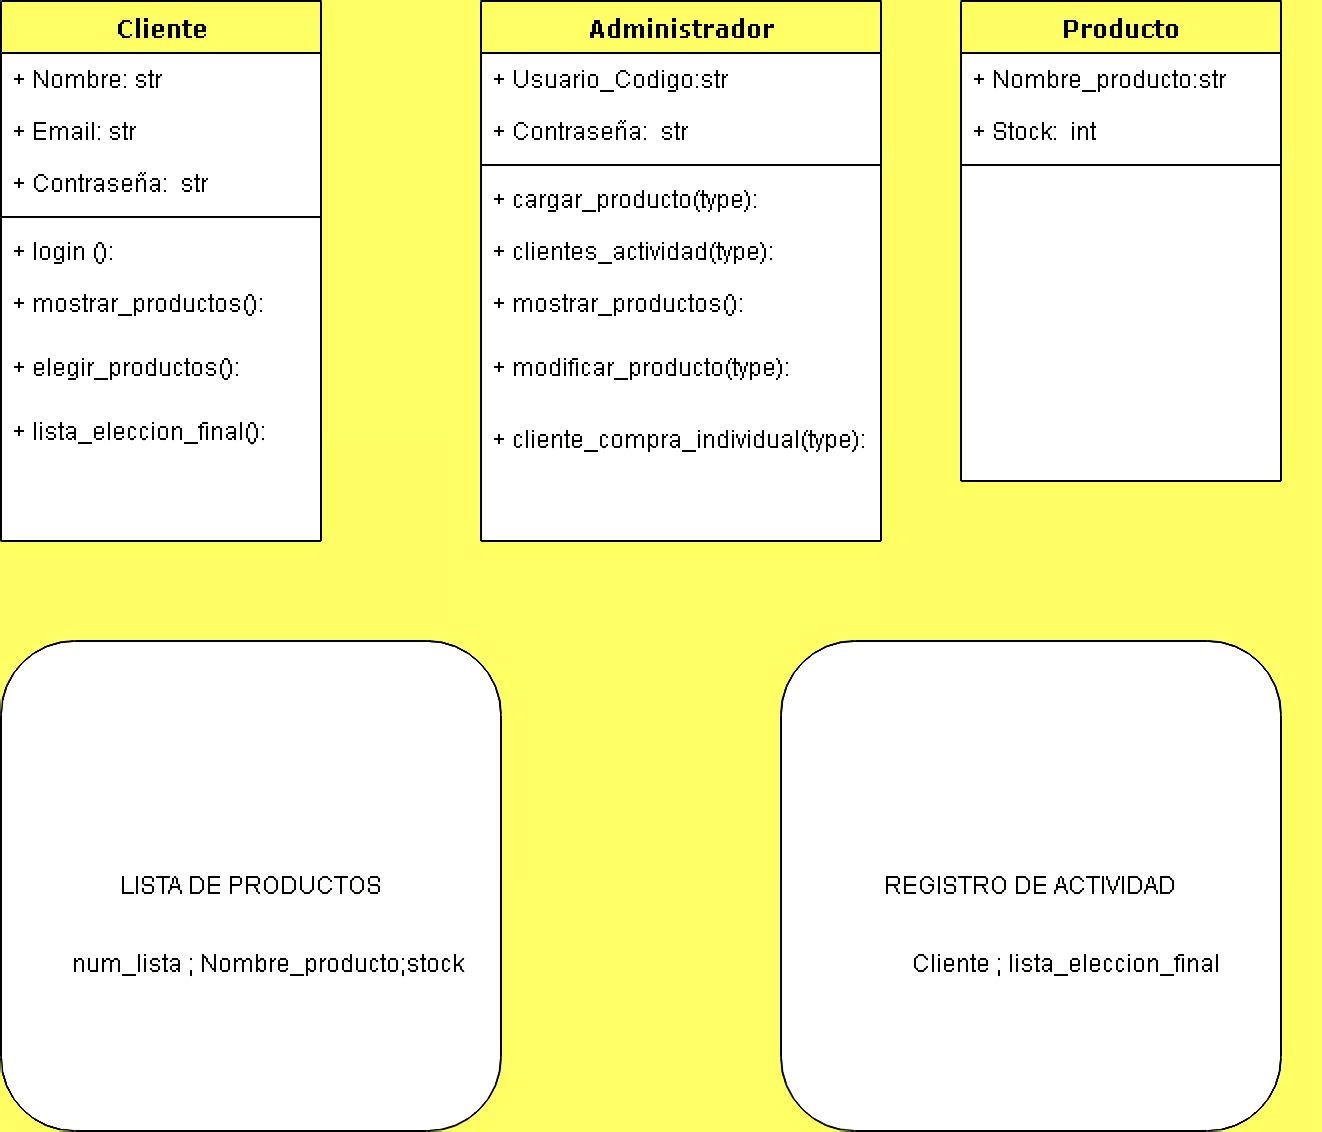 Cliente
+ Nombre: str
+ Email: str
+ Contraseña:  str
+ login ():
+ mostrar_productos():
+ elegir_productos():
+ lista_eleccion_final():
Administrador
+ Usuario_Codigo:str
+ Contraseña:  str
+ cargar_producto(type):
+ clientes_actividad(type):
+ mostrar_productos():
+ modificar_producto(type):
+ cliente_compra_individual(type):
Producto
+ Nombre_producto:str
+ Stock:  int
LISTA DE PRODUCTOS
num_lista ; Nombre_producto;stock
REGISTRO DE ACTIVIDAD
Cliente ; lista_eleccion_final